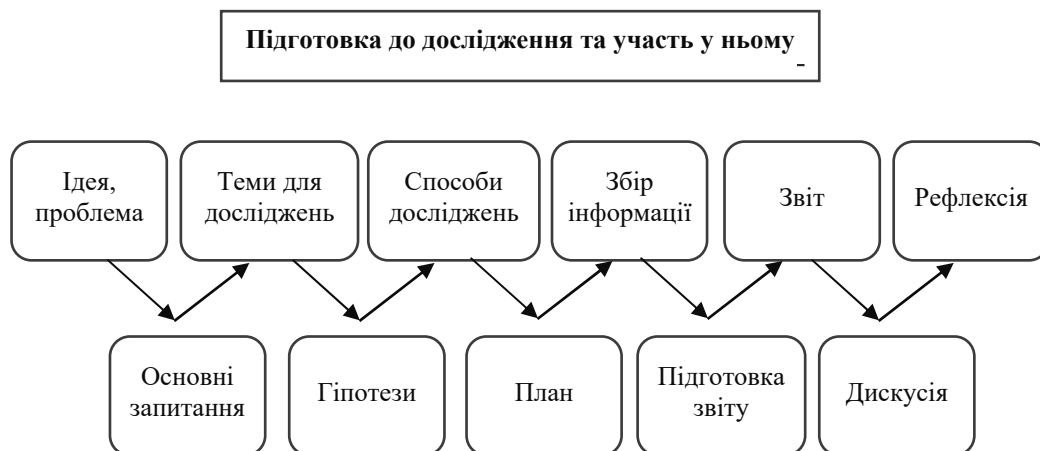 Підготовка до дослідження та участь у ньому
-
Ідея,
проблема
Теми для
досліджень
Способи
досліджень
Збір
інформації
Звіт
Рефлексія
Основні
запитання
Гіпотези
План
Підготовка
звіту
Дискусія